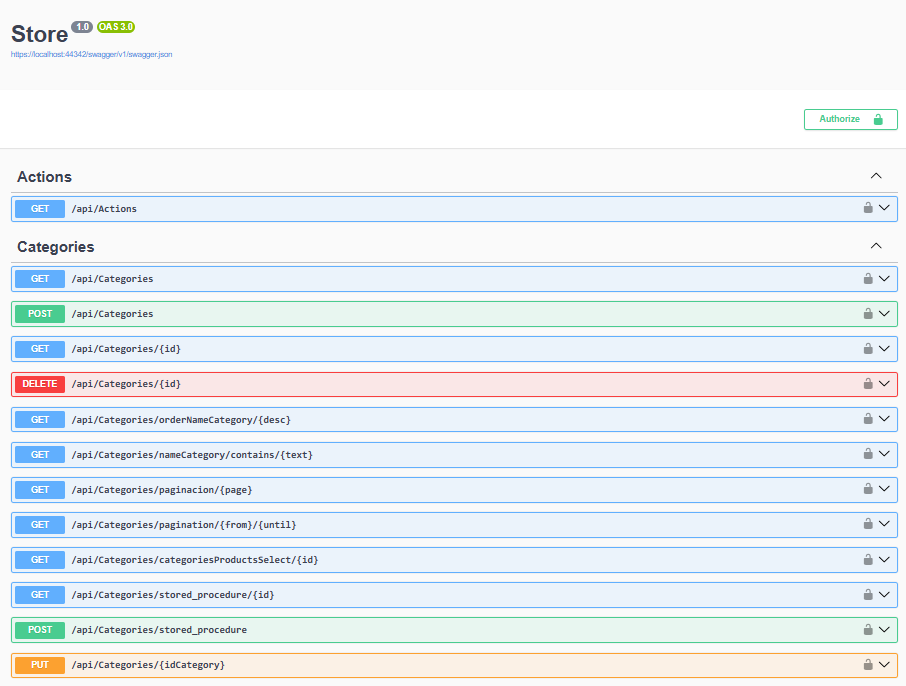 Store 1.0 OAS 3.0
https://localhost:44342/swagger/v1/swagger.json
Authorize
Actions
GET /api/Actions
Categories
GET /api/Categories
POST /api/Categories
GET /api/Categories/{id}
DELETE /api/Categories/{id}
GET /api/Categories/orderNameCategory/{desc}
GET /api/Categories/nameCategory/contains/{text}
GET /api/Categories/paginacion/{page}
GET /api/Categories/pagination/{from}/{until}
GET /api/Categories/categoriesProductsSelect/{id}
GET /api/Categories/stored_procedure/{id}
POST /api/Categories/stored_procedure
PUT /api/Categories/{idCategory}